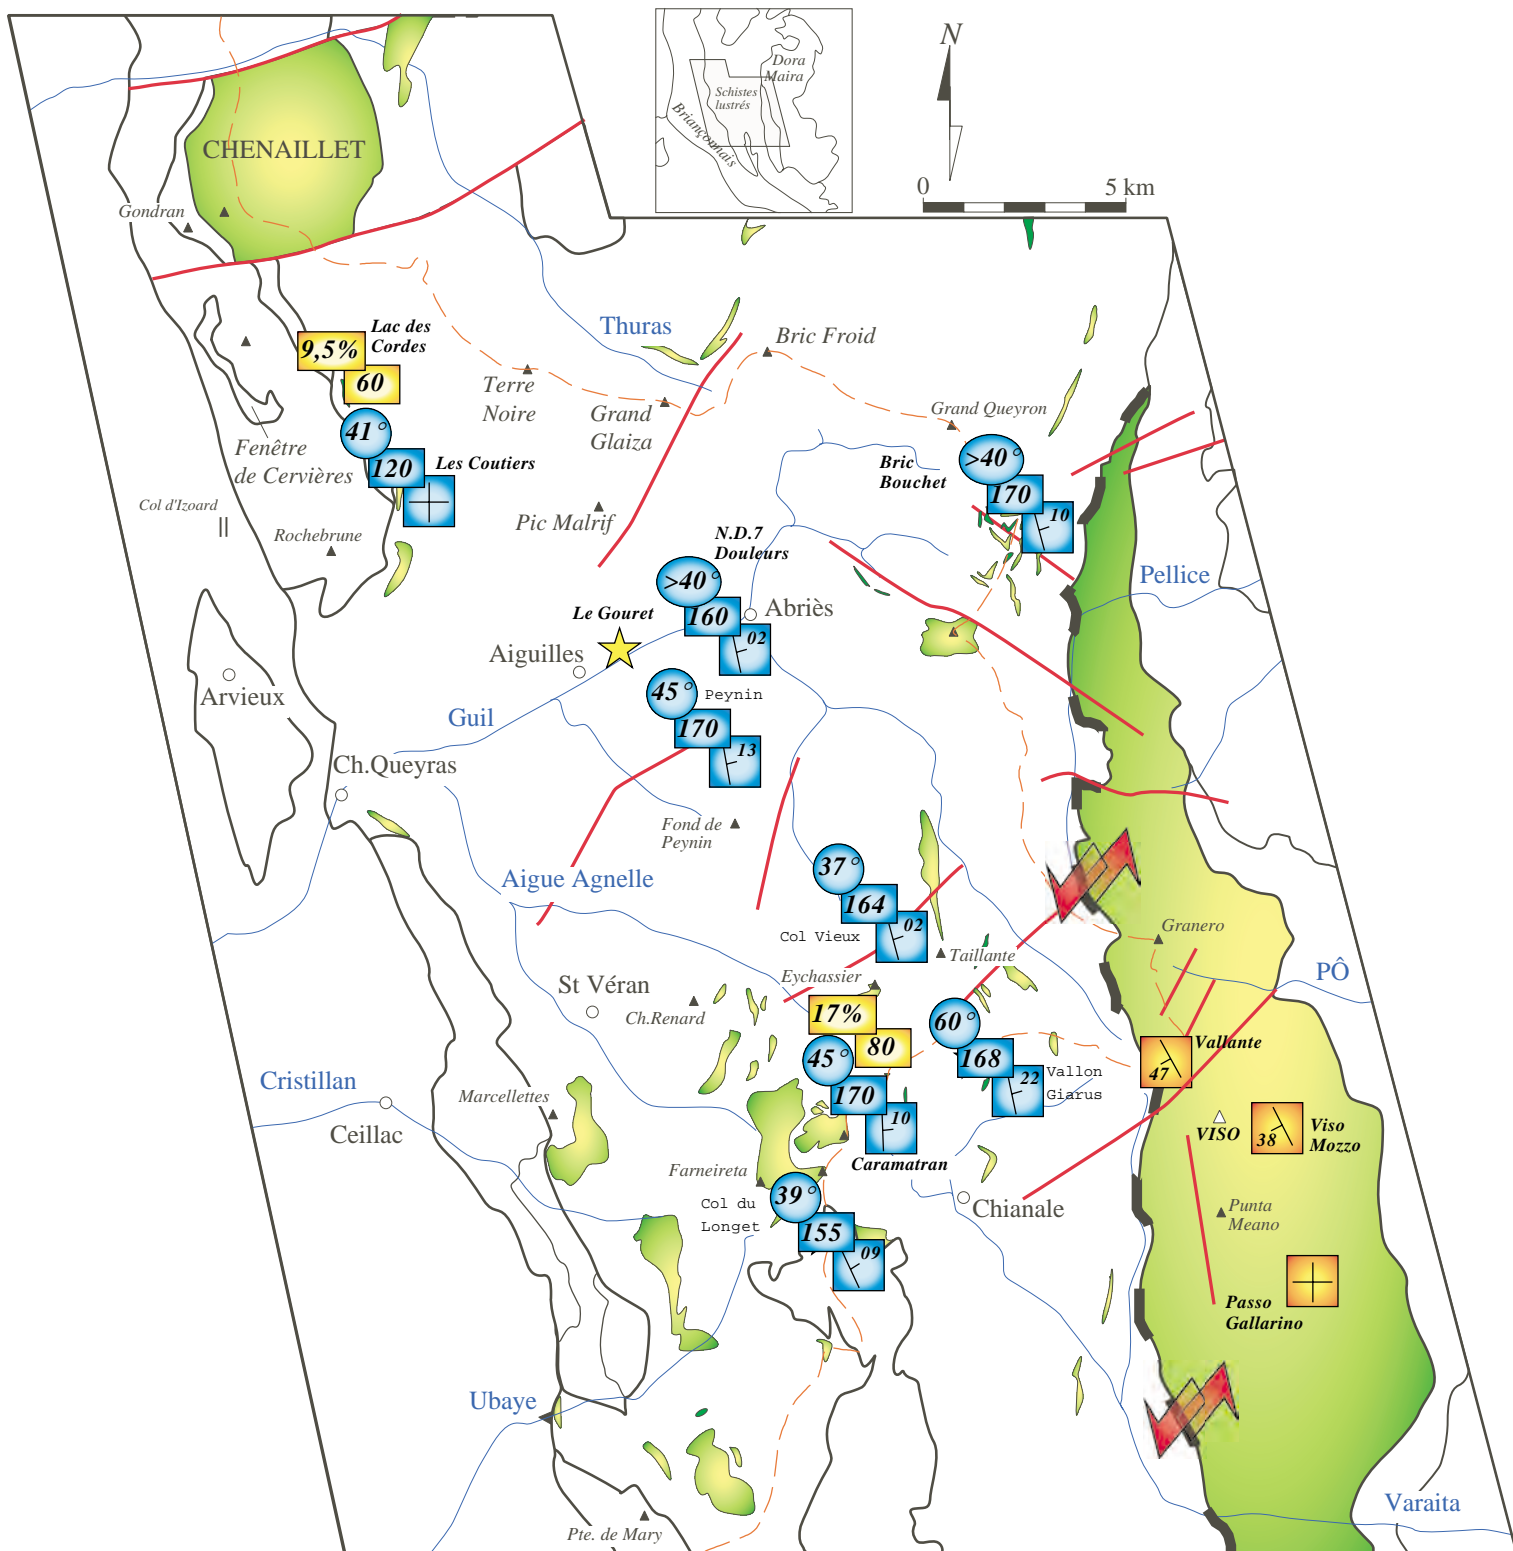 N
Dora
Maira
Schistes
lustrés
Briançonnais
0
5 km
CHENAILLET
Gondran
Lac des
Cordes
9,5%
60
Thuras
Bric Froid
Terre
Noire
Grand
Glaiza
Grand Queyron
41°
120
Les Coutiers
Fenêtre
de Cervières
Col d'Izoard
Rochebrune
Pic Malrif
Bric
Bouchet
>40°
170
10
N.D.7
Douleurs
>40°
160
02
Abriès
Pellice
Le Gouret
Aiguilles
Arvieux
45°
Peynin
170
13
Guil
Ch.Queyras
Fond de
Peynin
37°
164
02
Aigue Agnelle
Col Vieux
Taillante
Granero
Eychassier
St Véran
Ch.Renard
PÔ
17%
80
45°
170
10
Caramatran
60°
168
22
Vallon
Giarus
Vallante
47
VISO
38
Viso
Mozzo
Cristillan
Marcellettes
Ceillac
Farneireta
Col du
Longet
39°
155
09
Chianale
Punta
Meano
Passo
Gallarino
Ubaye
Varaita
Pte. de Mary